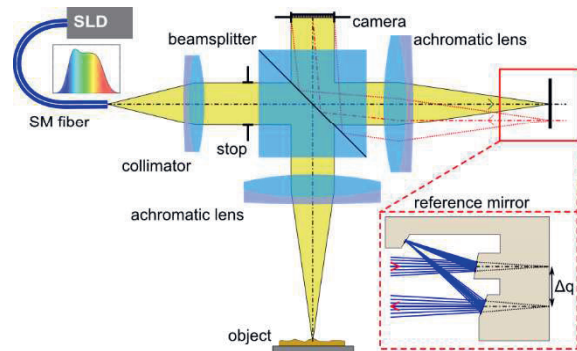 SLD
camera
beamsplitter
achromatic lens
SM fiber
collimator
stop
achromatic lens
reference mirror
Δq
object